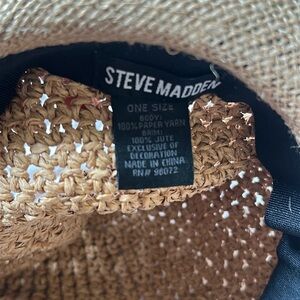 STEVE MADDEN
ONE SIZE
BODY:
100% PAPER YARN
BRIM:
100% JUTE
EXCLUSIVE OF
DECORATION
MADE IN CHINA
RN# 98072